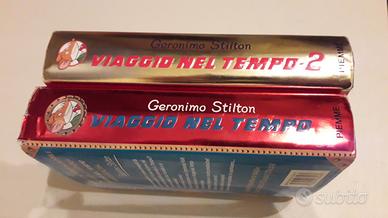 Geronimo Stilton
VIAGGIO NEL TEMPO-2
PIEMME
Geronimo Stilton
VIAGGIO NEL TEMPO
PIEMME
subito